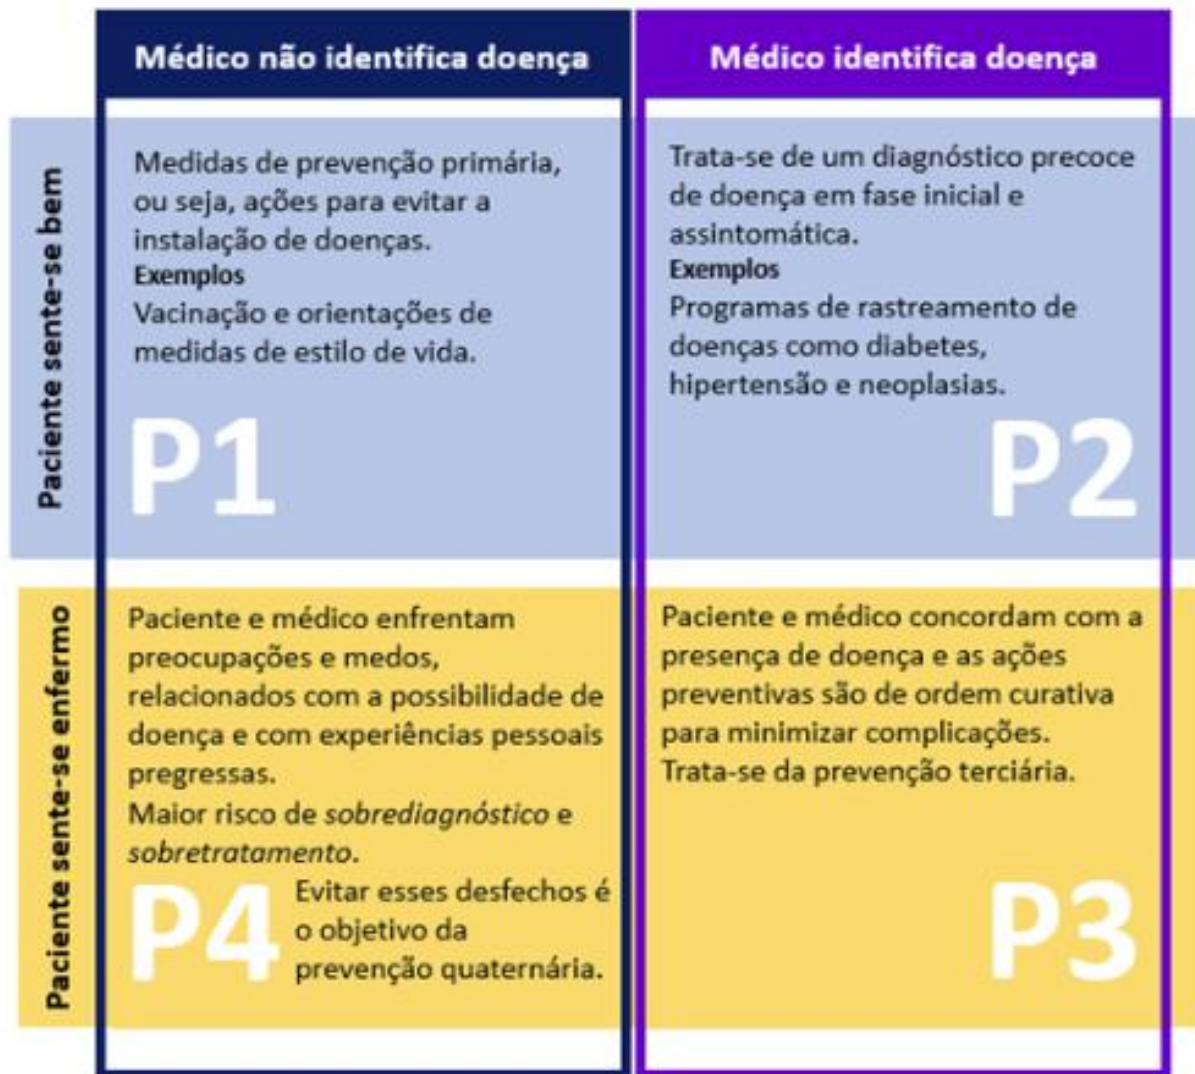 Médico não identifica doença
Médico identifica doença
Paciente sente-se bem
Medidas de prevenção primária,
ou seja, ações para evitar a
instalação de doenças.
Exemplos
Vacinação e orientações de
medidas de estilo de vida.
P1
Trata-se de um diagnóstico precoce
de doença em fase inicial e
assintomática.
Exemplos
Programas de rastreamento de
doenças como diabetes,
hipertensão e neoplasias.
P2
Paciente sente-se enfermo
Paciente e médico enfrentam
preocupações e medos,
relacionados com a possibilidade de
doença e com experiências pessoais
pregressas.
Maior risco de sobrediagnóstico e
sobretratamento.
P4
Evitar esses desfechos é
o objetivo da
prevenção quaternária.
Paciente e médico concordam com a
presença de doença e as ações
preventivas são de ordem curativa
para minimizar complicações.
Trata-se da prevenção terciária.
P3